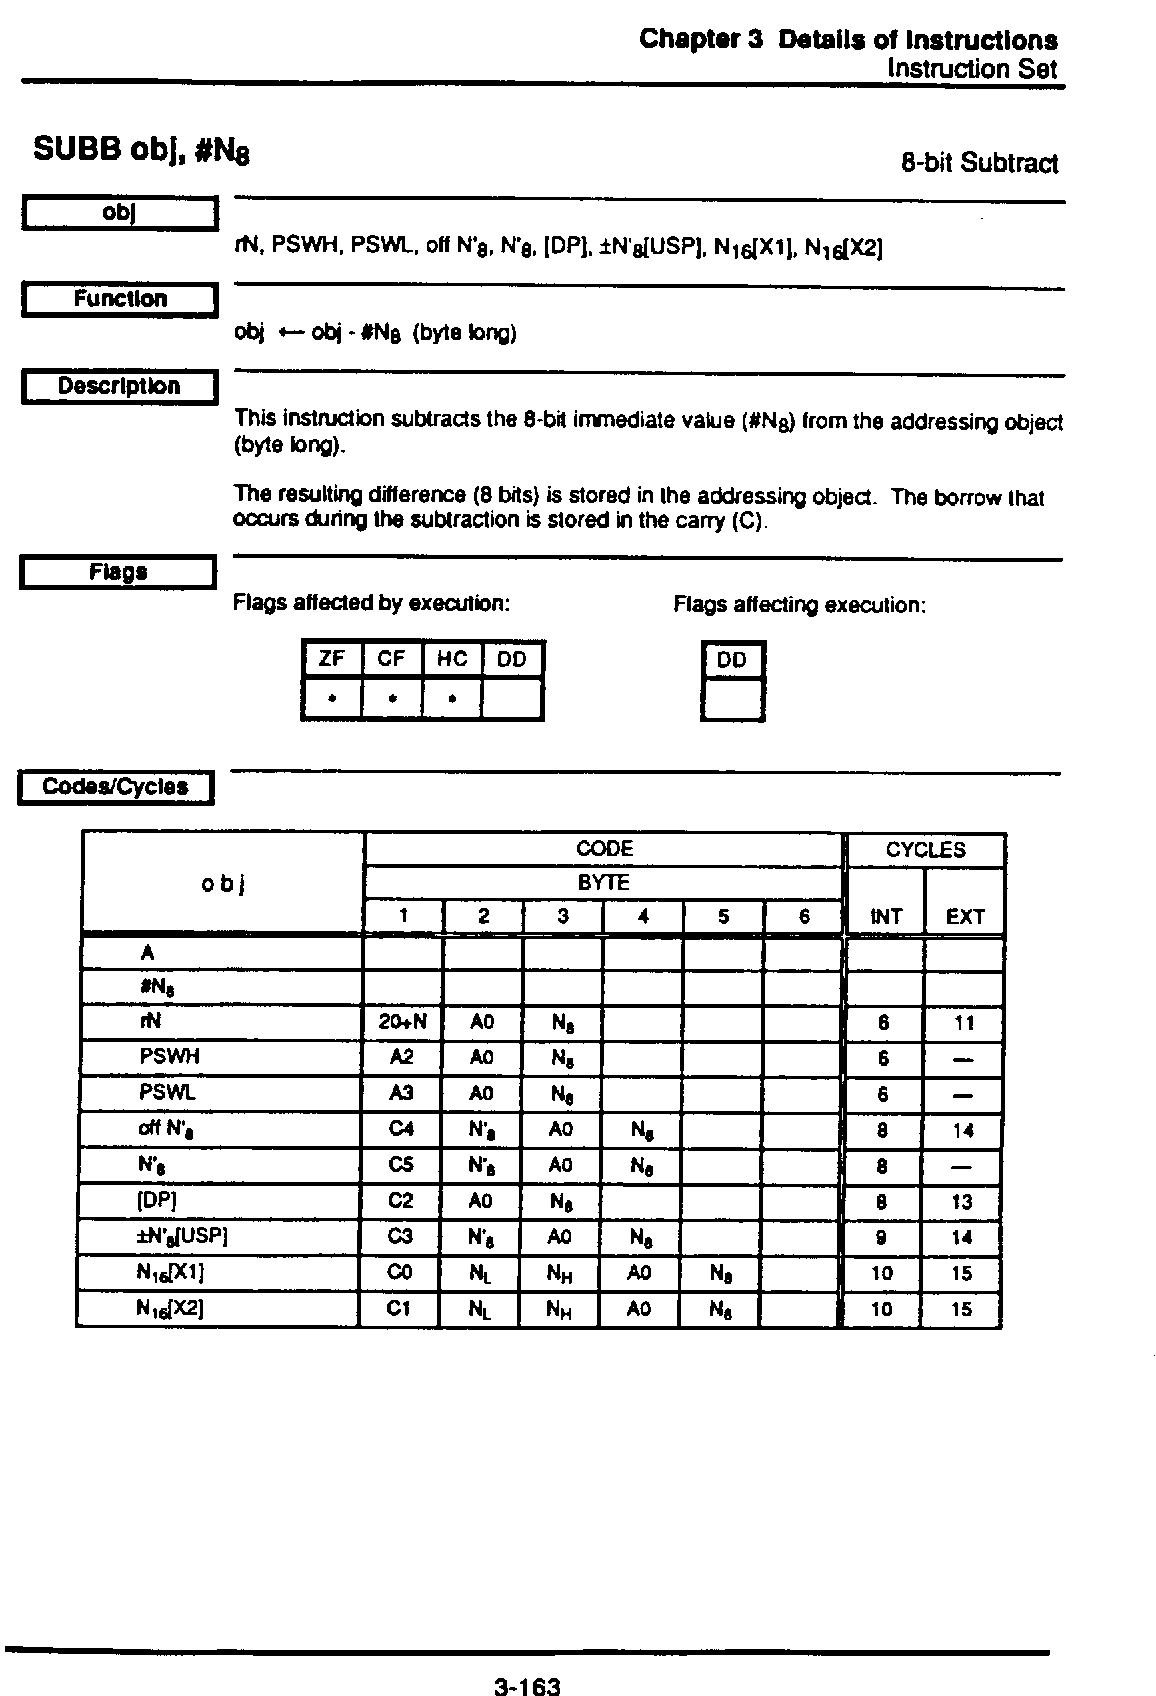 Chapter 3 Details of Instructions
Instruction Set
SUBB obj, #N8
8-bit Subtract
obj
rN, PSWH, PSWL, off N'8, N'8, [DP], ±N'8[USP], N16[X1], N16[X2]
Function
obj ← obj - #N8 (byte long)
Description
This instruction subtracts the 8-bit immediate value (#N8) from the addressing object
(byte long).
The resulting difference (8 bits) is stored in the addressing object. The borrow that
occurs during the subtraction is stored in the carry (C).
Flags
Flags affected by execution: Flags affecting execution:
ZF CF HC DD DD
• • •
Codes/Cycles
obj CODE CYCLES
BYTE
1 2 3 4 5 6 INT EXT
A
#N8
rN 20+N A0 N8 6 11
PSWH A2 A0 N8 6 —
PSWL A3 A0 N8 6 —
off N'8 C4 N'8 A0 N8 8 14
N'8 C5 N'8 A0 N8 8 —
[DP] C2 A0 N8 8 13
±N'8[USP] C3 N'8 A0 N8 9 14
N16[X1] C0 NL NH A0 N8 10 15
N16[X2] C1 NL NH A0 N8 10 15
3-163